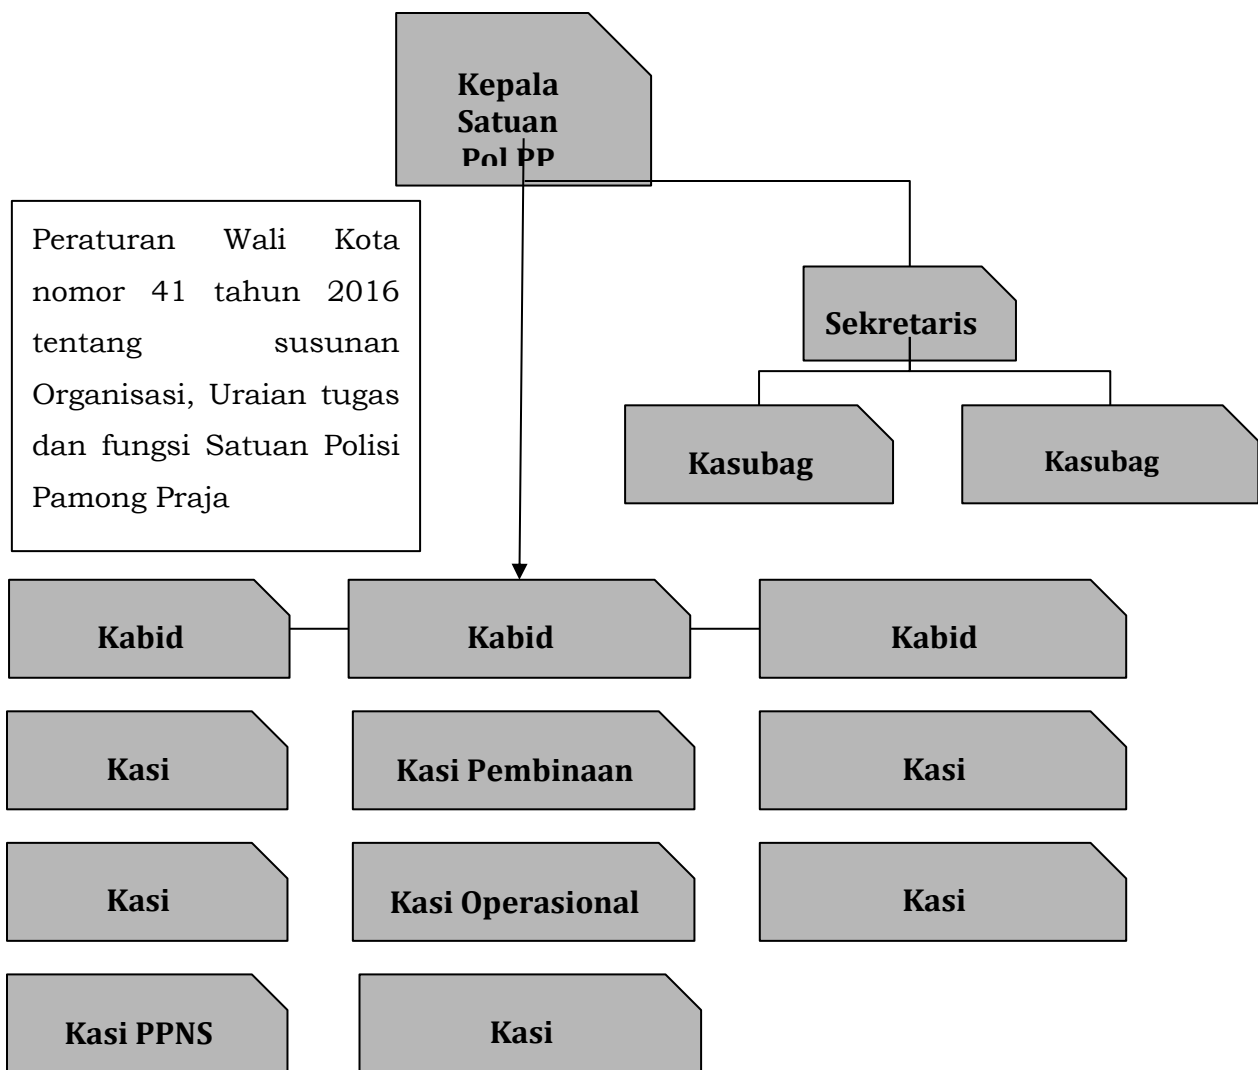 Kepala
Satuan
Pol PP
Peraturan Wali Kota
nomor 41 tahun 2016
tentang susunan
Organisasi, Uraian tugas
dan fungsi Satuan Polisi
Pamong Praja
Sekretaris
Kasubag
Kasubag
Kabid
Kabid
Kabid
Kasi
Kasi Pembinaan
Kasi
Kasi
Kasi Operasional
Kasi
Kasi PPNS
Kasi